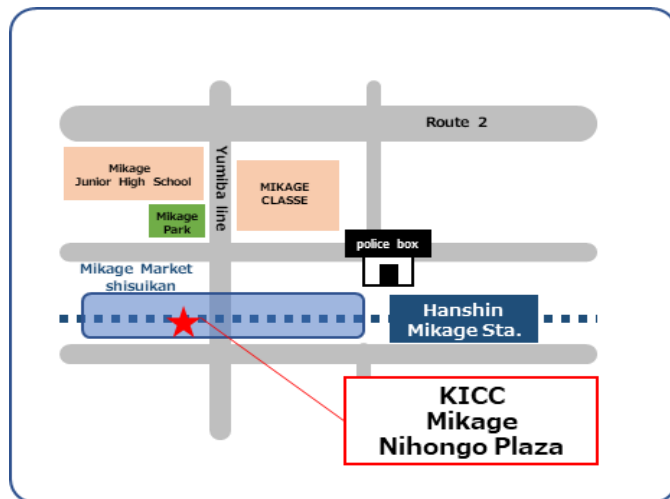 Route 2
Mikage
Junior High School
Yumiba line
MIKAGE
CLASSE
Mikage
Park
police box
Mikage Market
shisuikan
Hanshin
Mikage Sta.
KICC
Mikage
Nihongo Plaza